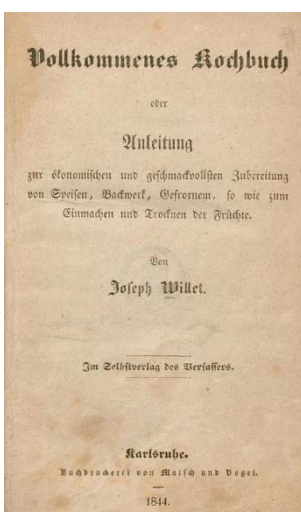 Vollkommenes Kochbuch
oder
Anleitung
zur ökonomischen und geschmackvollsten Zubereitung
von Speisen, Backwerk, Gefrornem, so wie zum
Einmachen und Trocknen der Früchte.
Von
Joseph Willet.
Im Selbstverlag des Verfassers.
Karlsruhe.
Buchdruckerei von Malsch und Vogel.
1844.